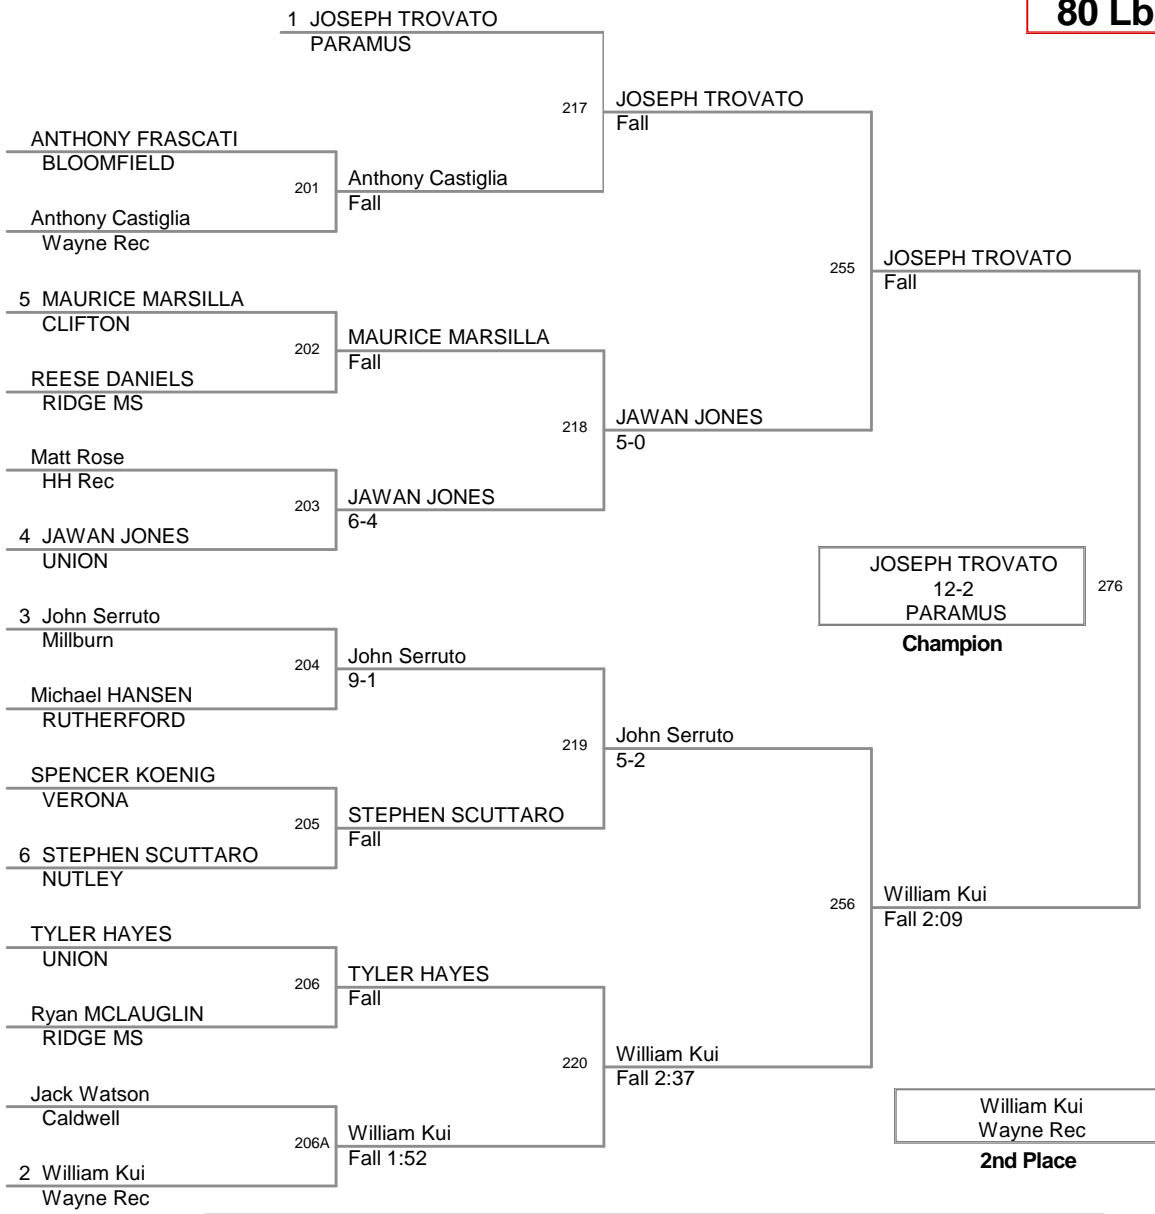 80 Lb
1 JOSEPH TROVATO
PARAMUS
217
JOSEPH TROVATO
Fall
ANTHONY FRASCATI
BLOOMFIELD
201
Anthony Castiglia
Fall
Anthony Castiglia
Wayne Rec
255
JOSEPH TROVATO
Fall
5 MAURICE MARSILLA
CLIFTON
202
MAURICE MARSILLA
Fall
REESE DANIELS
RIDGE MS
218
JAWAN JONES
5-0
Matt Rose
HH Rec
203
JAWAN JONES
6-4
4 JAWAN JONES
UNION
JOSEPH TROVATO
12-2
PARAMUS
Champion
276
3 John Serruto
Millburn
204
John Serruto
9-1
Michael HANSEN
RUTHERFORD
219
John Serruto
5-2
SPENCER KOENIG
VERONA
205
STEPHEN SCUTTARO
Fall
6 STEPHEN SCUTTARO
NUTLEY
256
William Kui
Fall 2:09
TYLER HAYES
UNION
206
TYLER HAYES
Fall
Ryan MCLAUGLIN
RIDGE MS
220
William Kui
Fall 2:37
Jack Watson
Caldwell
206A
William Kui
Fall 1:52
2 William Kui
Wayne Rec
William Kui
Wayne Rec
2nd Place